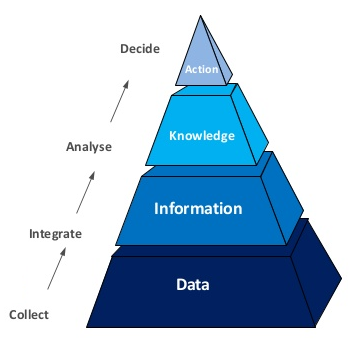 Decide
Action
Knowledge
Analyse
Information
Integrate
Data
Collect